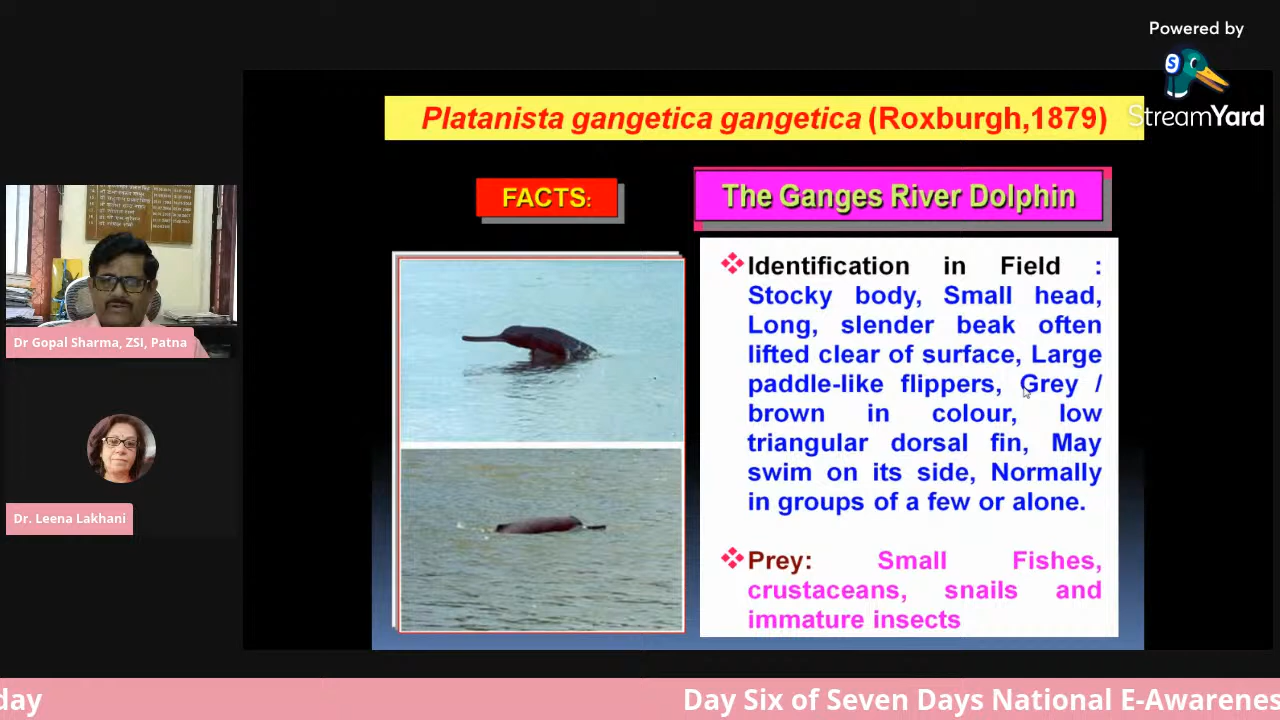 Powered by
StreamYard
Platanista gangetica gangetica (Roxburgh,1879)
FACTS:
The Ganges River Dolphin
Identification in Field :
Stocky body, Small head,
Long, slender beak often
lifted clear of surface, Large
paddle-like flippers, Grey /
brown in colour, low
triangular dorsal fin, May
swim on its side, Normally
in groups of a few or alone.
Prey: Small Fishes,
crustaceans, snails and
immature insects
Dr Gopal Sharma, ZSI, Patna
Dr. Leena Lakhani
day
Day Six of Seven Days National E-Awarenes